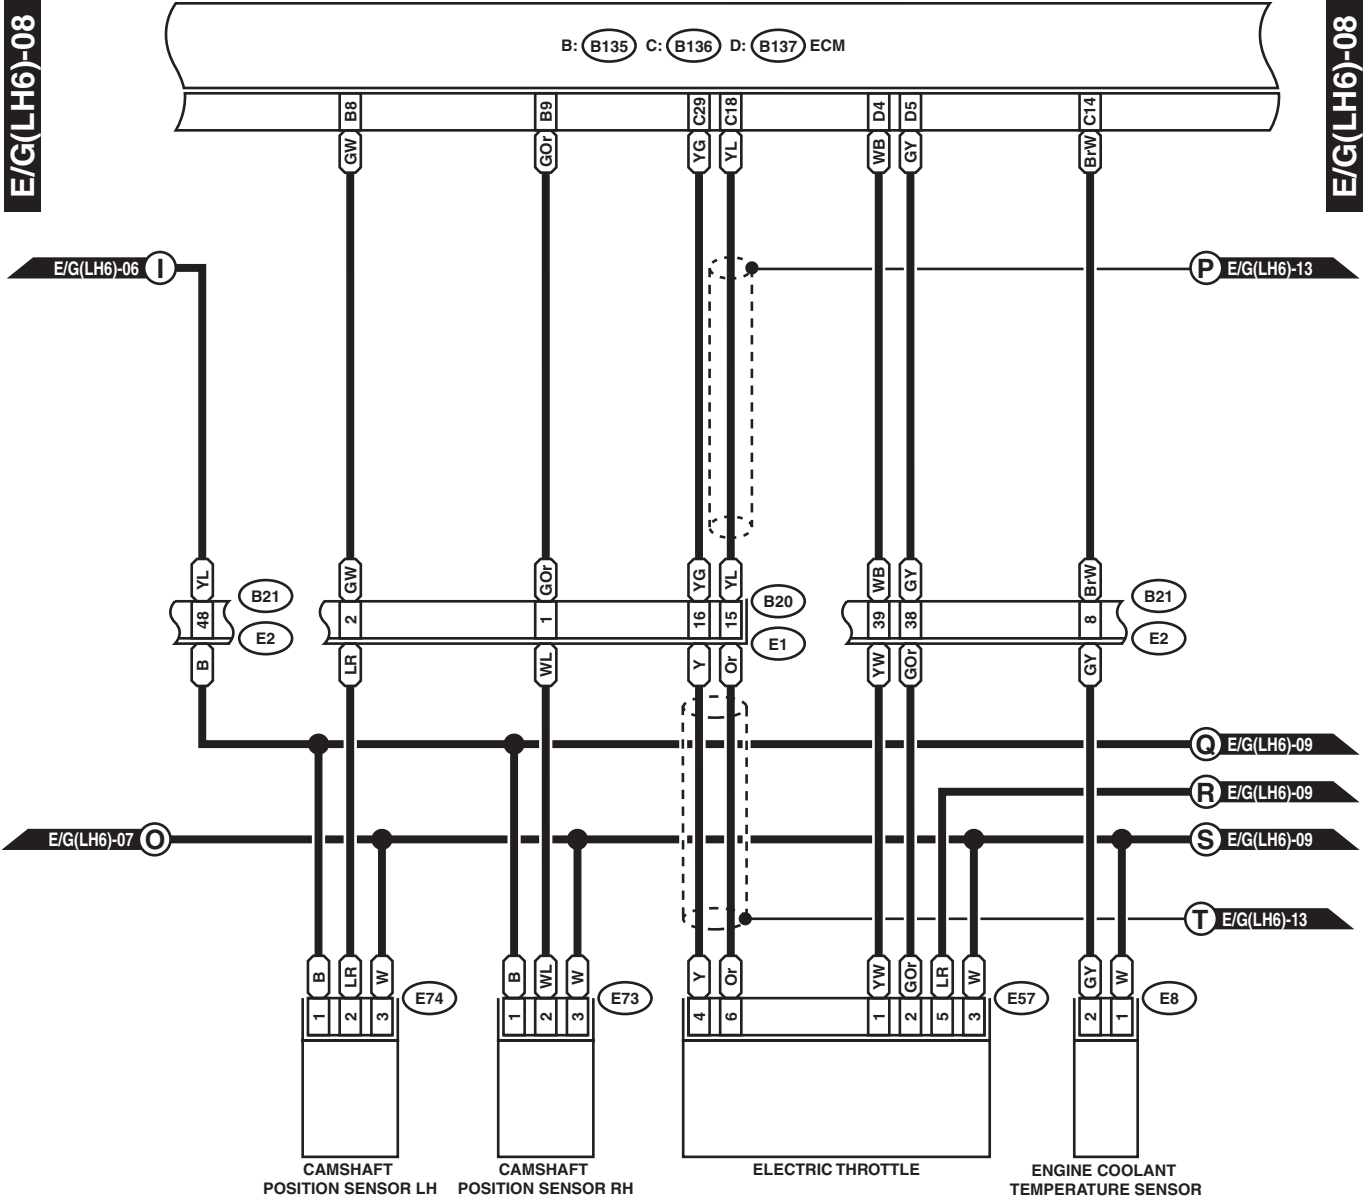 E/G(LH6)-08
E/G(LH6)-08
B: B135 C: B136 D: B137 ECM
B8 B9 C29 C18 D4 D5 C14
GW GOr YG YL WB GY BrW
E/G(LH6)-06 I
P E/G(LH6)-13
YL GW GOr YG YL WB GY BrW
B21 B20 B21
48 2 1 16 15 39 38 8
E2 E1 E2
B LR WL Y Or YW GOr GY
Q E/G(LH6)-09
R E/G(LH6)-09
E/G(LH6)-07 O
S E/G(LH6)-09
T E/G(LH6)-13
B LR W B WL W Y Or YW GOr LR W GY W
E74 E73 E57 E8
1 2 3 1 2 3 4 6 1 2 5 3 2 1
CAMSHAFT
POSITION SENSOR LH
CAMSHAFT
POSITION SENSOR RH
ELECTRIC THROTTLE
ENGINE COOLANT
TEMPERATURE SENSOR